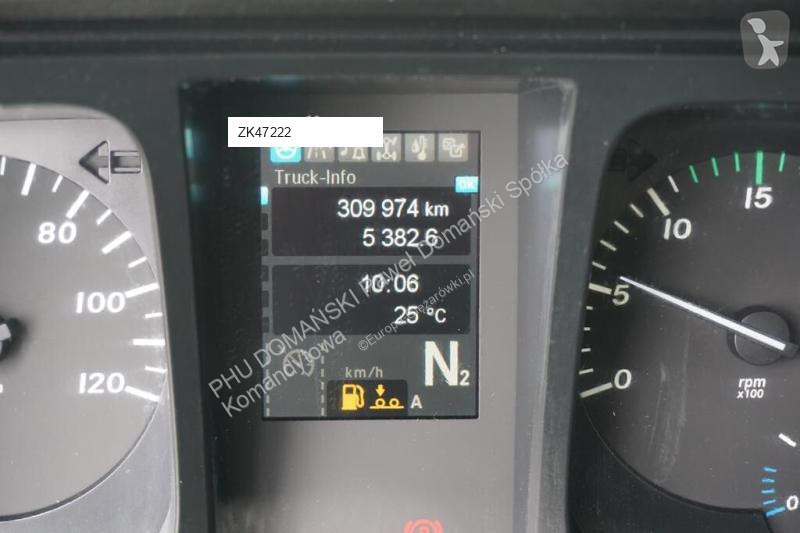 ZK47222
Truck-Info
OK
309 974 km
5 382.6
10:06
25 °C
km/h
N2
A
80
100
120
15
10
5
0
rpm
x100
0
PHU DOMAŃSKI Paweł Domański Spółka
Komandytowa